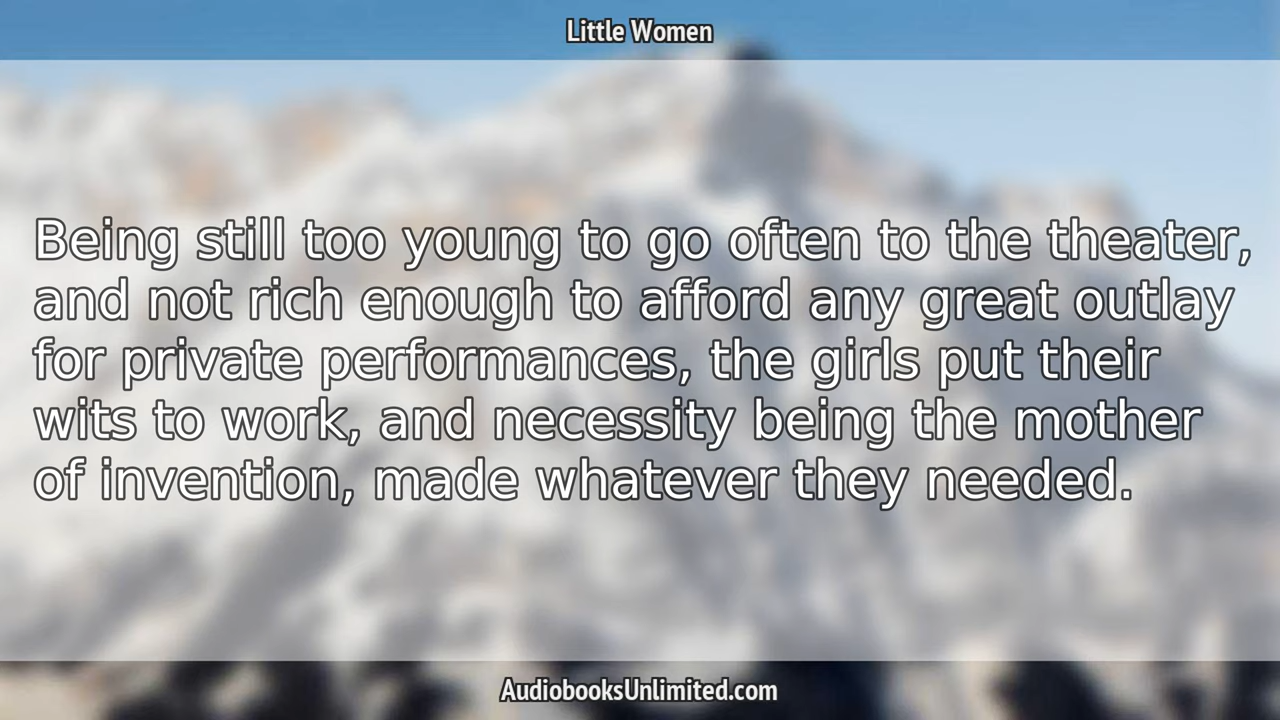 Little Women
Being still too young to go often to the theater,
and not rich enough to afford any great outlay
for private performances, the girls put their
wits to work, and necessity being the mother
of invention, made whatever they needed.
AudiobooksUnlimited.com